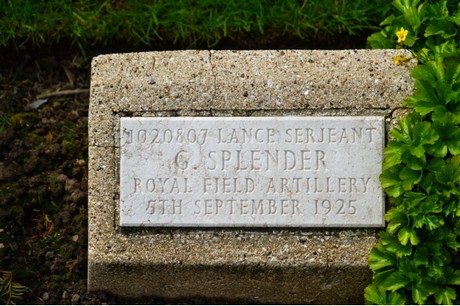 1020807 LANCE SERJEANT
G. SPLENDER
ROYAL FIELD ARTILLERY
5TH SEPTEMBER 1925